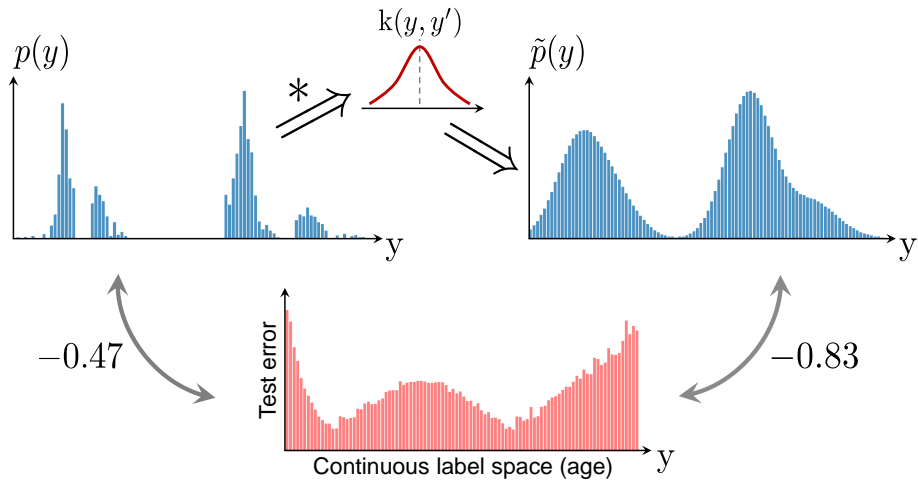 k(y, y′)
p(y)
*
p̃(y)
y
y
−0.47
−0.83
Test error
y
Continuous label space (age)